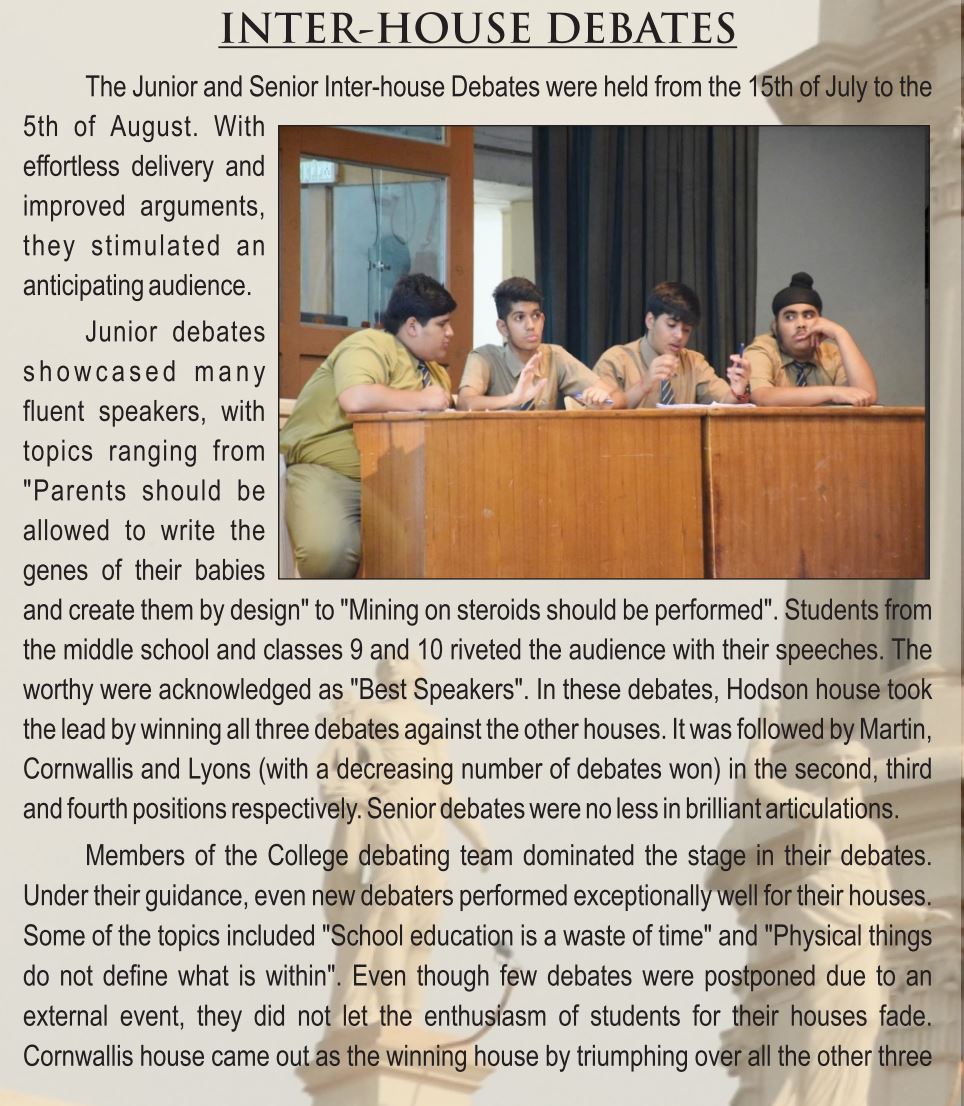 INTER-HOUSE DEBATES
The Junior and Senior Inter-house Debates were held from the 15th of July to the
5th of August. With
effortless delivery and
improved arguments,
they stimulated an
anticipating audience.
Junior debates
showcased many
fluent speakers, with
topics ranging from
"Parents should be
allowed to write the
genes of their babies
and create them by design" to "Mining on steroids should be performed". Students from
the middle school and classes 9 and 10 riveted the audience with their speeches. The
worthy were acknowledged as "Best Speakers". In these debates, Hodson house took
the lead by winning all three debates against the other houses. It was followed by Martin,
Cornwallis and Lyons (with a decreasing number of debates won) in the second, third
and fourth positions respectively. Senior debates were no less in brilliant articulations.
Members of the College debating team dominated the stage in their debates.
Under their guidance, even new debaters performed exceptionally well for their houses.
Some of the topics included "School education is a waste of time" and "Physical things
do not define what is within". Even though few debates were postponed due to an
external event, they did not let the enthusiasm of students for their houses fade.
Cornwallis house came out as the winning house by triumphing over all the other three